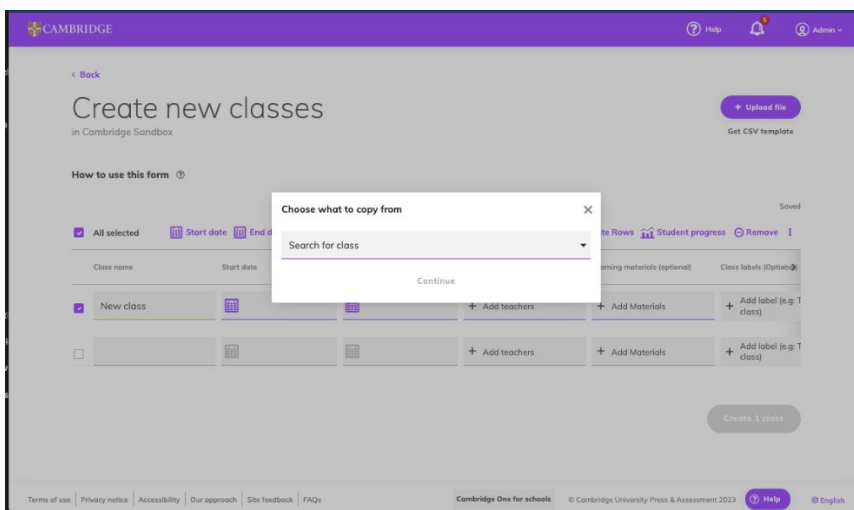 CAMBRIDGE
Help
5
Admin
< Back
Create new classes
in Cambridge Sandbox
+ Upload file
Get CSV template
How to use this form
Choose what to copy from
Saved
All selected Start date End d
Search for class
te Rows Student progress Remove
Continue
Class name Start date
arning materials (optional) Class labels (Optional)
New class
+ Add teachers + Add Materials + Add label (e.g: T
class)
+ Add teachers + Add Materials + Add label (e.g: T
class)
Create 1 class
Terms of use | Privacy notice | Accessibility | Our approach | Site feedback | FAQs
Cambridge One for schools © Cambridge University Press & Assessment 2023 Help English